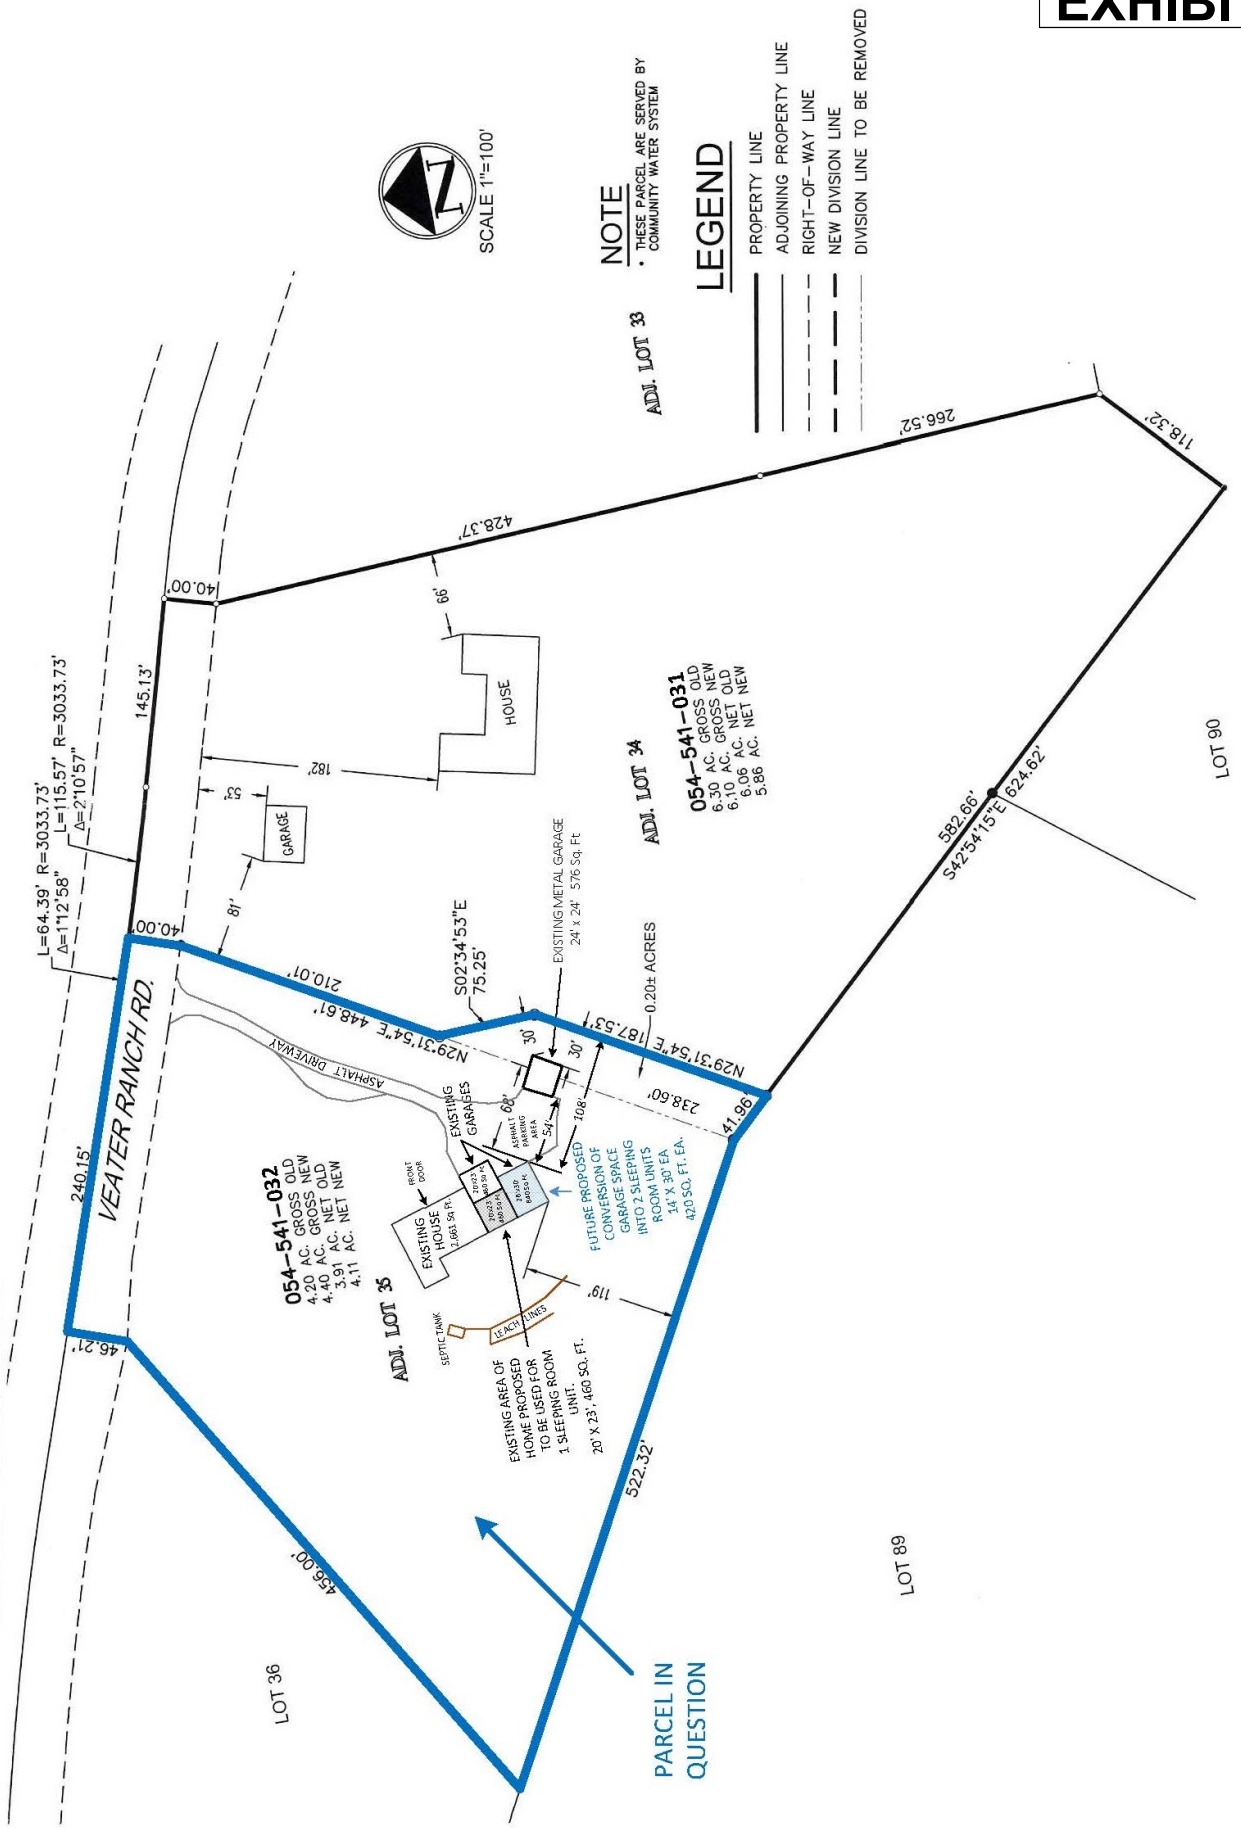 EXHIBI
SCALE 1"=100'
NOTE
• THESE PARCEL ARE SERVED BY
COMMUNITY WATER SYSTEM
LEGEND
PROPERTY LINE
ADJOINING PROPERTY LINE
RIGHT-OF-WAY LINE
NEW DIVISION LINE
DIVISION LINE TO BE REMOVED
ADJ. LOT 33
L=64.39' R=3033.73'
Δ=1°12'58"
L=115.57' R=3033.73'
Δ=2°10'57"
145.13'
40.00'
40.00'
240.15'
VEATER RANCH RD.
46.21'
456.00'
LOT 36
428.37'
266.52'
118.32'
66'
HOUSE
182'
53'
GARAGE
81'
210.01'
N29°31'54"E 448.61'
S02°34'53"E
75.25'
EXISTING METAL GARAGE
24' x 24' 576 Sq. Ft
054-541-031
6.30 AC. GROSS OLD
6.10 AC. GROSS NEW
6.06 AC. NET OLD
5.86 AC. NET NEW
ADJ. LOT 34
582.66'
S42°54'15"E 624.62'
LOT 90
0.20± ACRES
N29°31'54"E 187.53'
238.60'
41.96'
30'
30'
68'
54'
108'
ASPHALT DRIVEWAY
ASPHALT
PARKING
AREA
EXISTING
GARAGES
FRONT
DOOR
054-541-032
4.20 AC. GROSS OLD
4.40 AC. GROSS NEW
3.91 AC. NET OLD
4.11 AC. NET NEW
ADJ. LOT 35
EXISTING
HOUSE
2,661 Sq. Ft.
20x23
460 Sq Ft
20x23
460 Sq Ft
28x30
840 Sq Ft
FUTURE PROPOSED
CONVERSION OF
GARAGE SPACE
INTO 2 SLEEPING
ROOM UNITS
14' X 30' EA
420 SQ. FT. EA.
SEPTIC TANK
LEACH LINES
119'
EXISTING AREA OF
HOME PROPOSED
TO BE USED FOR
1 SLEEPING ROOM
UNIT.
20' X 23', 460 SQ. FT.
522.32'
LOT 89
PARCEL IN
QUESTION
N